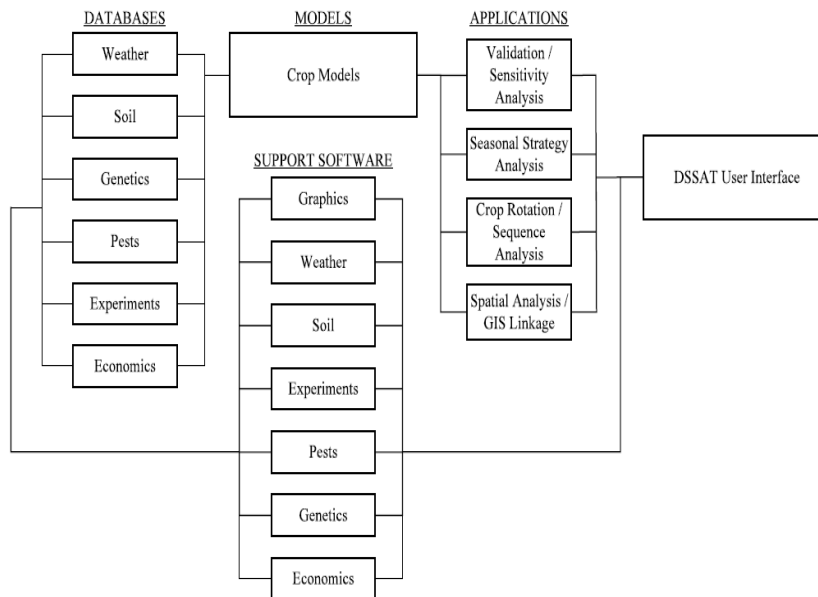 DATABASES
Weather
Soil
Genetics
Pests
Experiments
Economics
MODELS
Crop Models
SUPPORT SOFTWARE
Graphics
Weather
Soil
Experiments
Pests
Genetics
Economics
APPLICATIONS
Validation /
Sensitivity
Analysis
Seasonal Strategy
Analysis
Crop Rotation /
Sequence
Analysis
Spatial Analysis /
GIS Linkage
DSSAT User Interface